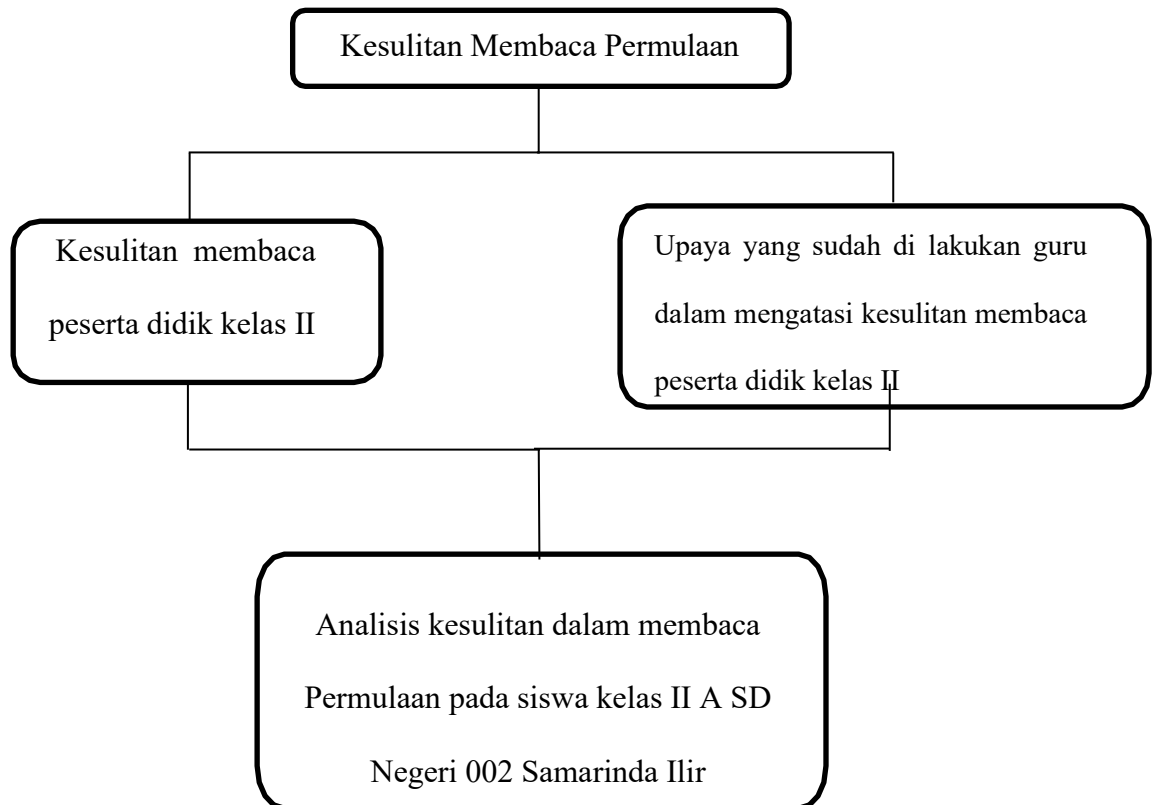 Kesulitan Membaca Permulaan
Kesulitan membaca
peserta didik kelas II
Upaya yang sudah di lakukan guru
dalam mengatasi kesulitan membaca
peserta didik kelas II
Analisis kesulitan dalam membaca
Permulaan pada siswa kelas II A SD
Negeri 002 Samarinda Ilir